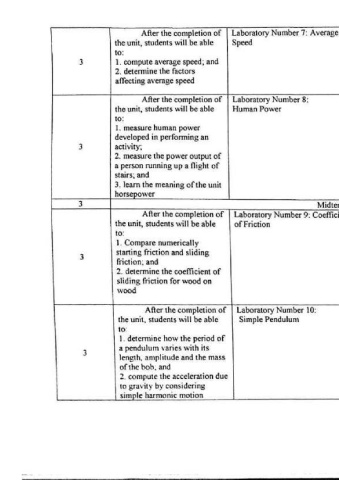 3
After the completion of
the unit, students will be able
to:
1. compute average speed; and
2. determine the factors
affecting average speed
Laboratory Number 7: Average
Speed
3
After the completion of
the unit, students will be able
to:
1. measure human power
developed in performing an
activity;
2. measure the power output of
a person running up a flight of
stairs; and
3. learn the meaning of the unit
horsepower
Laboratory Number 8:
Human Power
3
Midter
3
After the completion of
the unit, students will be able
to:
1. Compare numerically
starting friction and sliding
friction; and
2. determine the coefficient of
sliding friction for wood on
wood
Laboratory Number 9: Coeffici
of Friction
3
After the completion of
the unit, students will be able
to:
1. determine how the period of
a pendulum varies with its
length, amplitude and the mass
of the bob, and
2. compute the acceleration due
to gravity by considering
simple harmonic motion
Laboratory Number 10:
Simple Pendulum